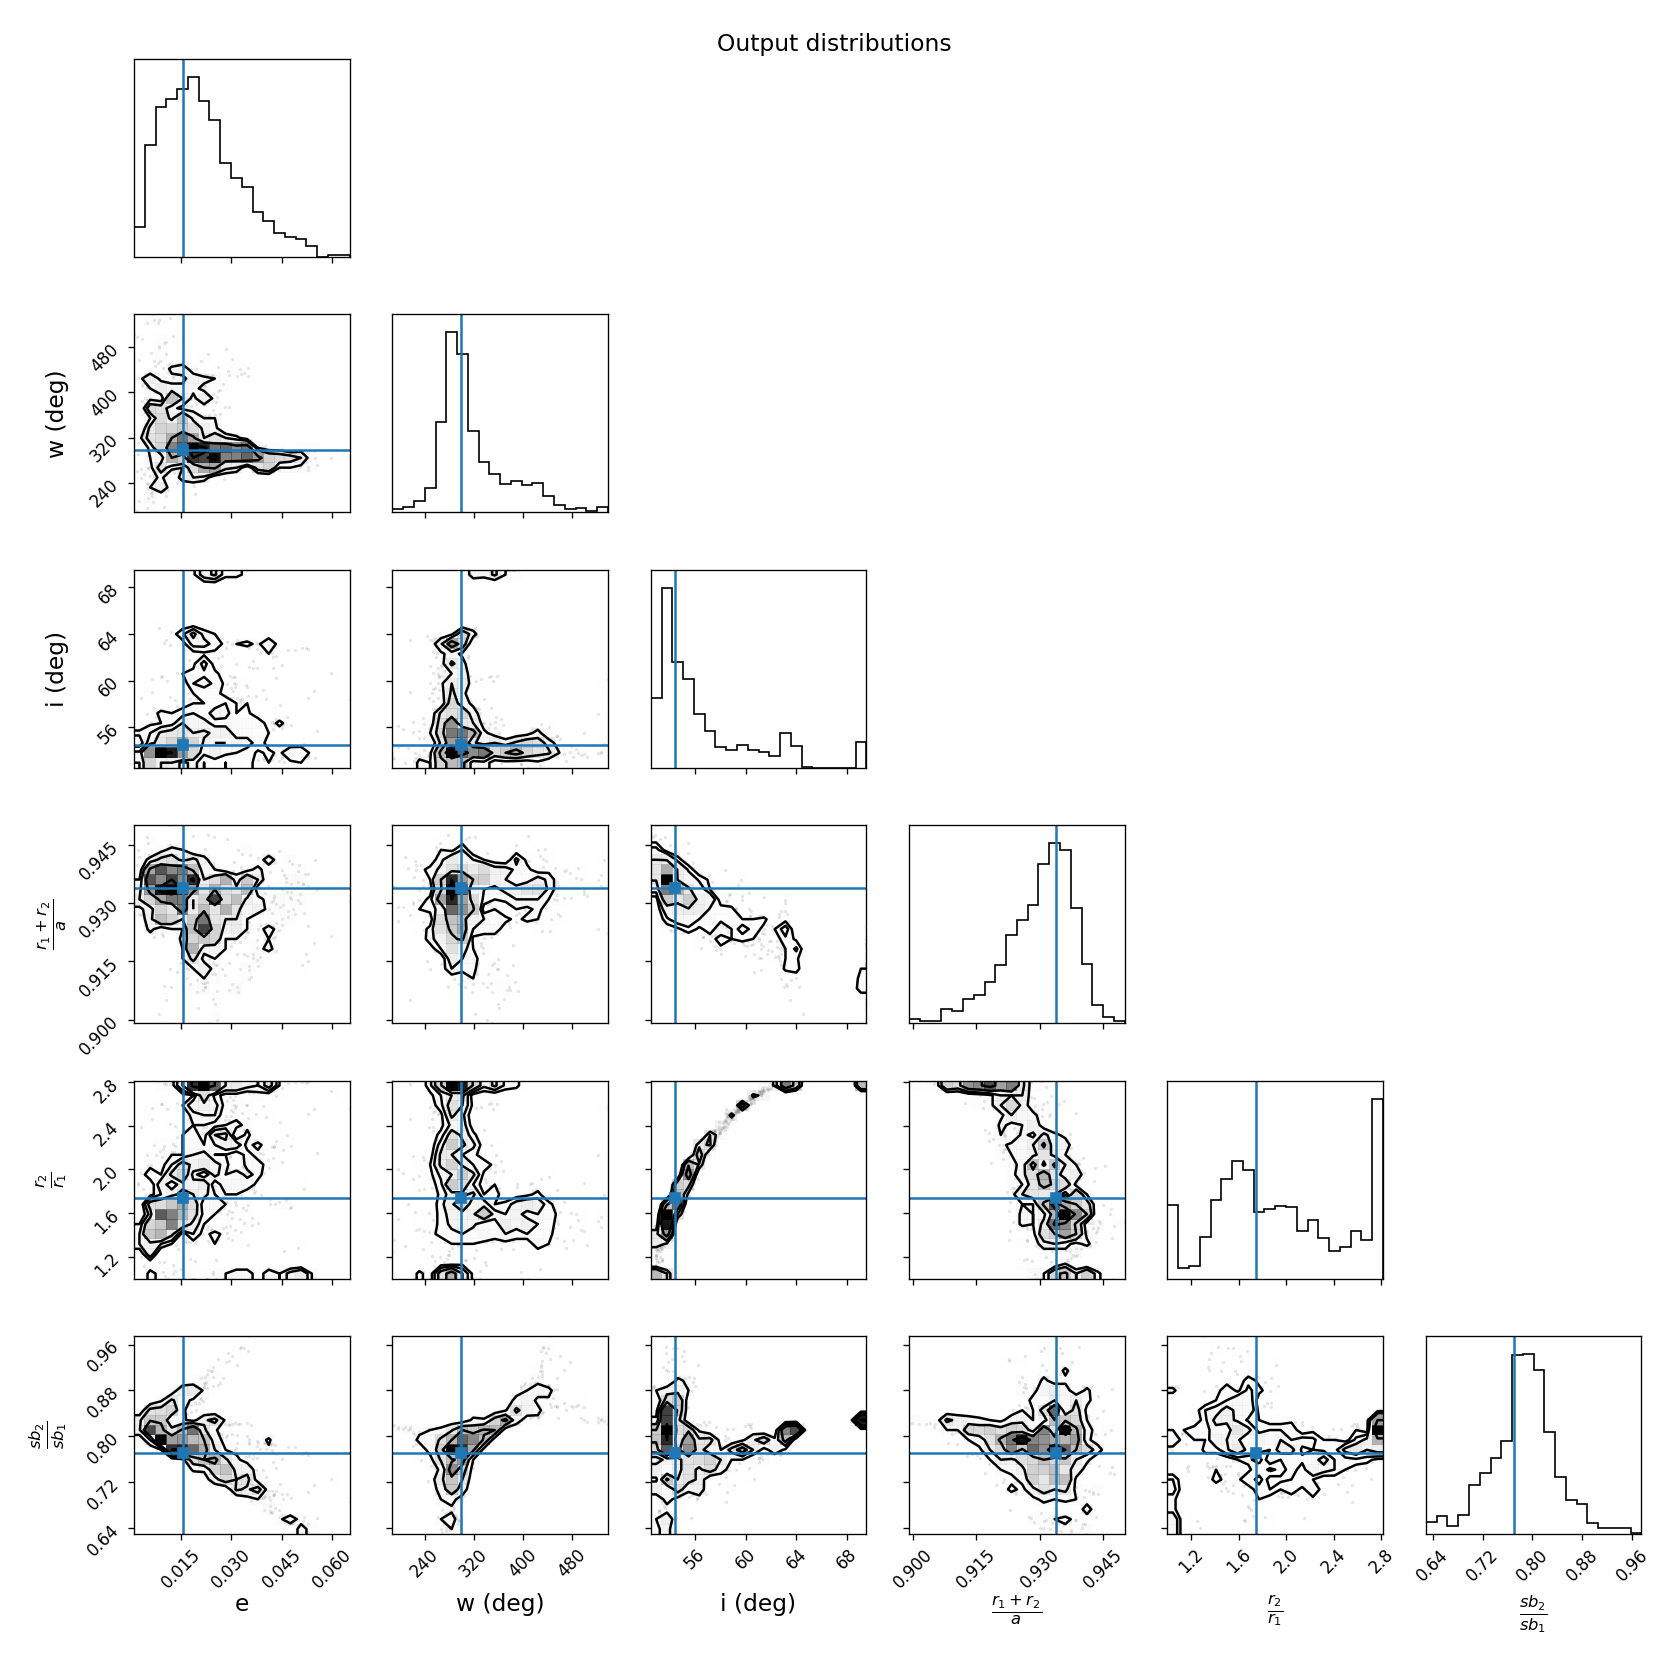 Output distributions
w (deg)
480
400
320
240
i (deg)
68
64
60
56
r₁ + r₂
a
0.945
0.930
0.915
0.900
r₂
r₁
2.8
2.4
2.0
1.6
1.2
sb₂
sb₁
0.96
0.88
0.80
0.72
0.64
0.015 0.030 0.045 0.060
240 320 400 480
56 60 64 68
0.900 0.915 0.930 0.945
1.2 1.6 2.0 2.4 2.8
0.64 0.72 0.80 0.88 0.96
e
w (deg)
i (deg)
r₁ + r₂
a
r₂
r₁
sb₂
sb₁